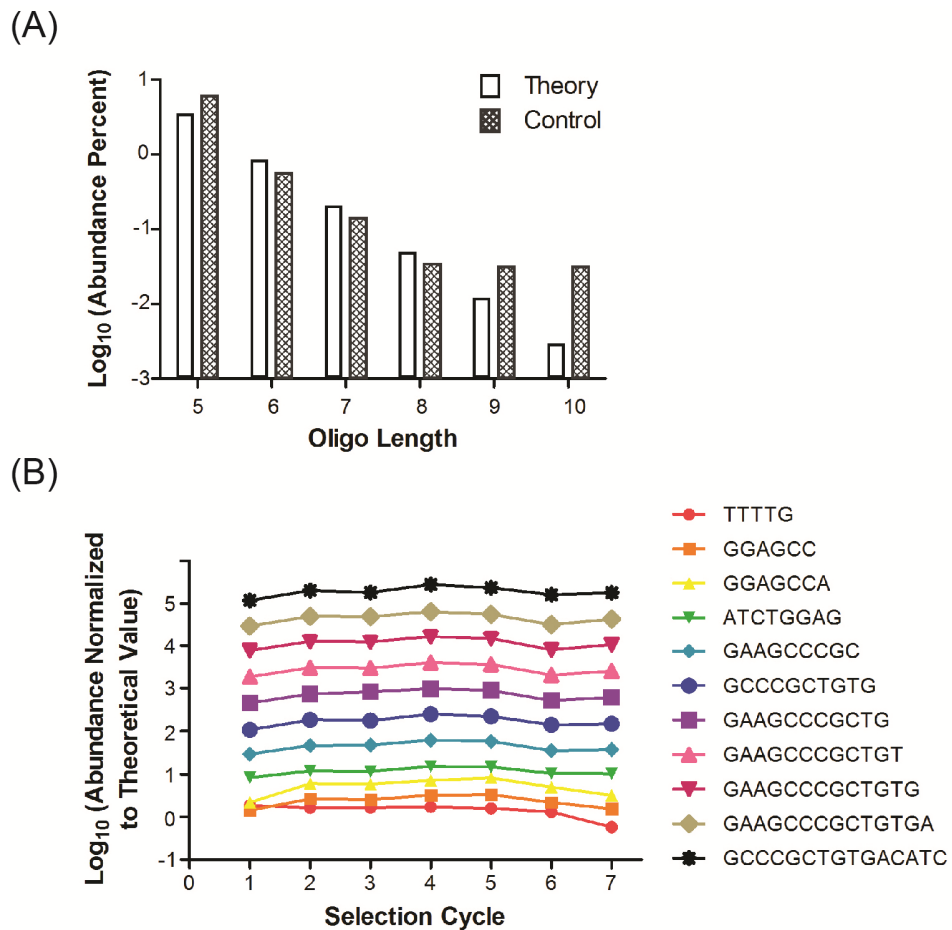 (A)
Log10 (Abundance Percent)
1
0
-1
-2
-3
Theory
Control
5 6 7 8 9 10
Oligo Length
(B)
Log10 (Abundance Normalized
to Theoretical Value)
5
4
3
2
1
0
-1
0 1 2 3 4 5 6 7
Selection Cycle
TTTTG
GGAGCC
GGAGCCA
ATCTGGAG
GAAGCCCGC
GCCCGCTGTG
GAAGCCCGCTG
GAAGCCCGCTGT
GAAGCCCGCTGTG
GAAGCCCGCTGTGA
GCCCGCTGTGACATC